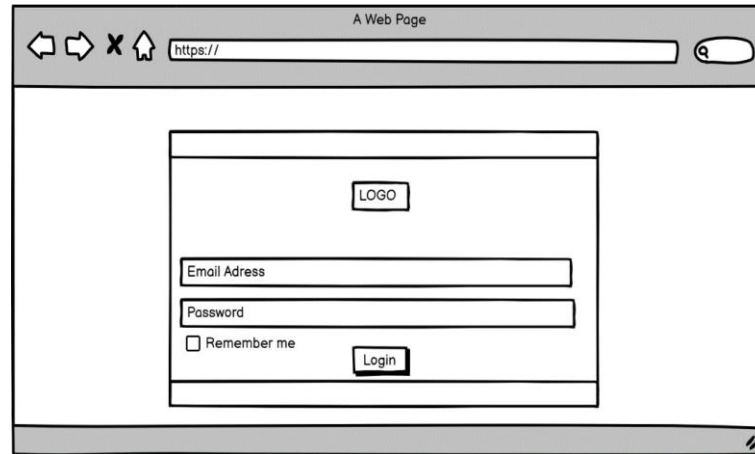 A Web Page
https://
LOGO
Email Adress
Password
Remember me
Login